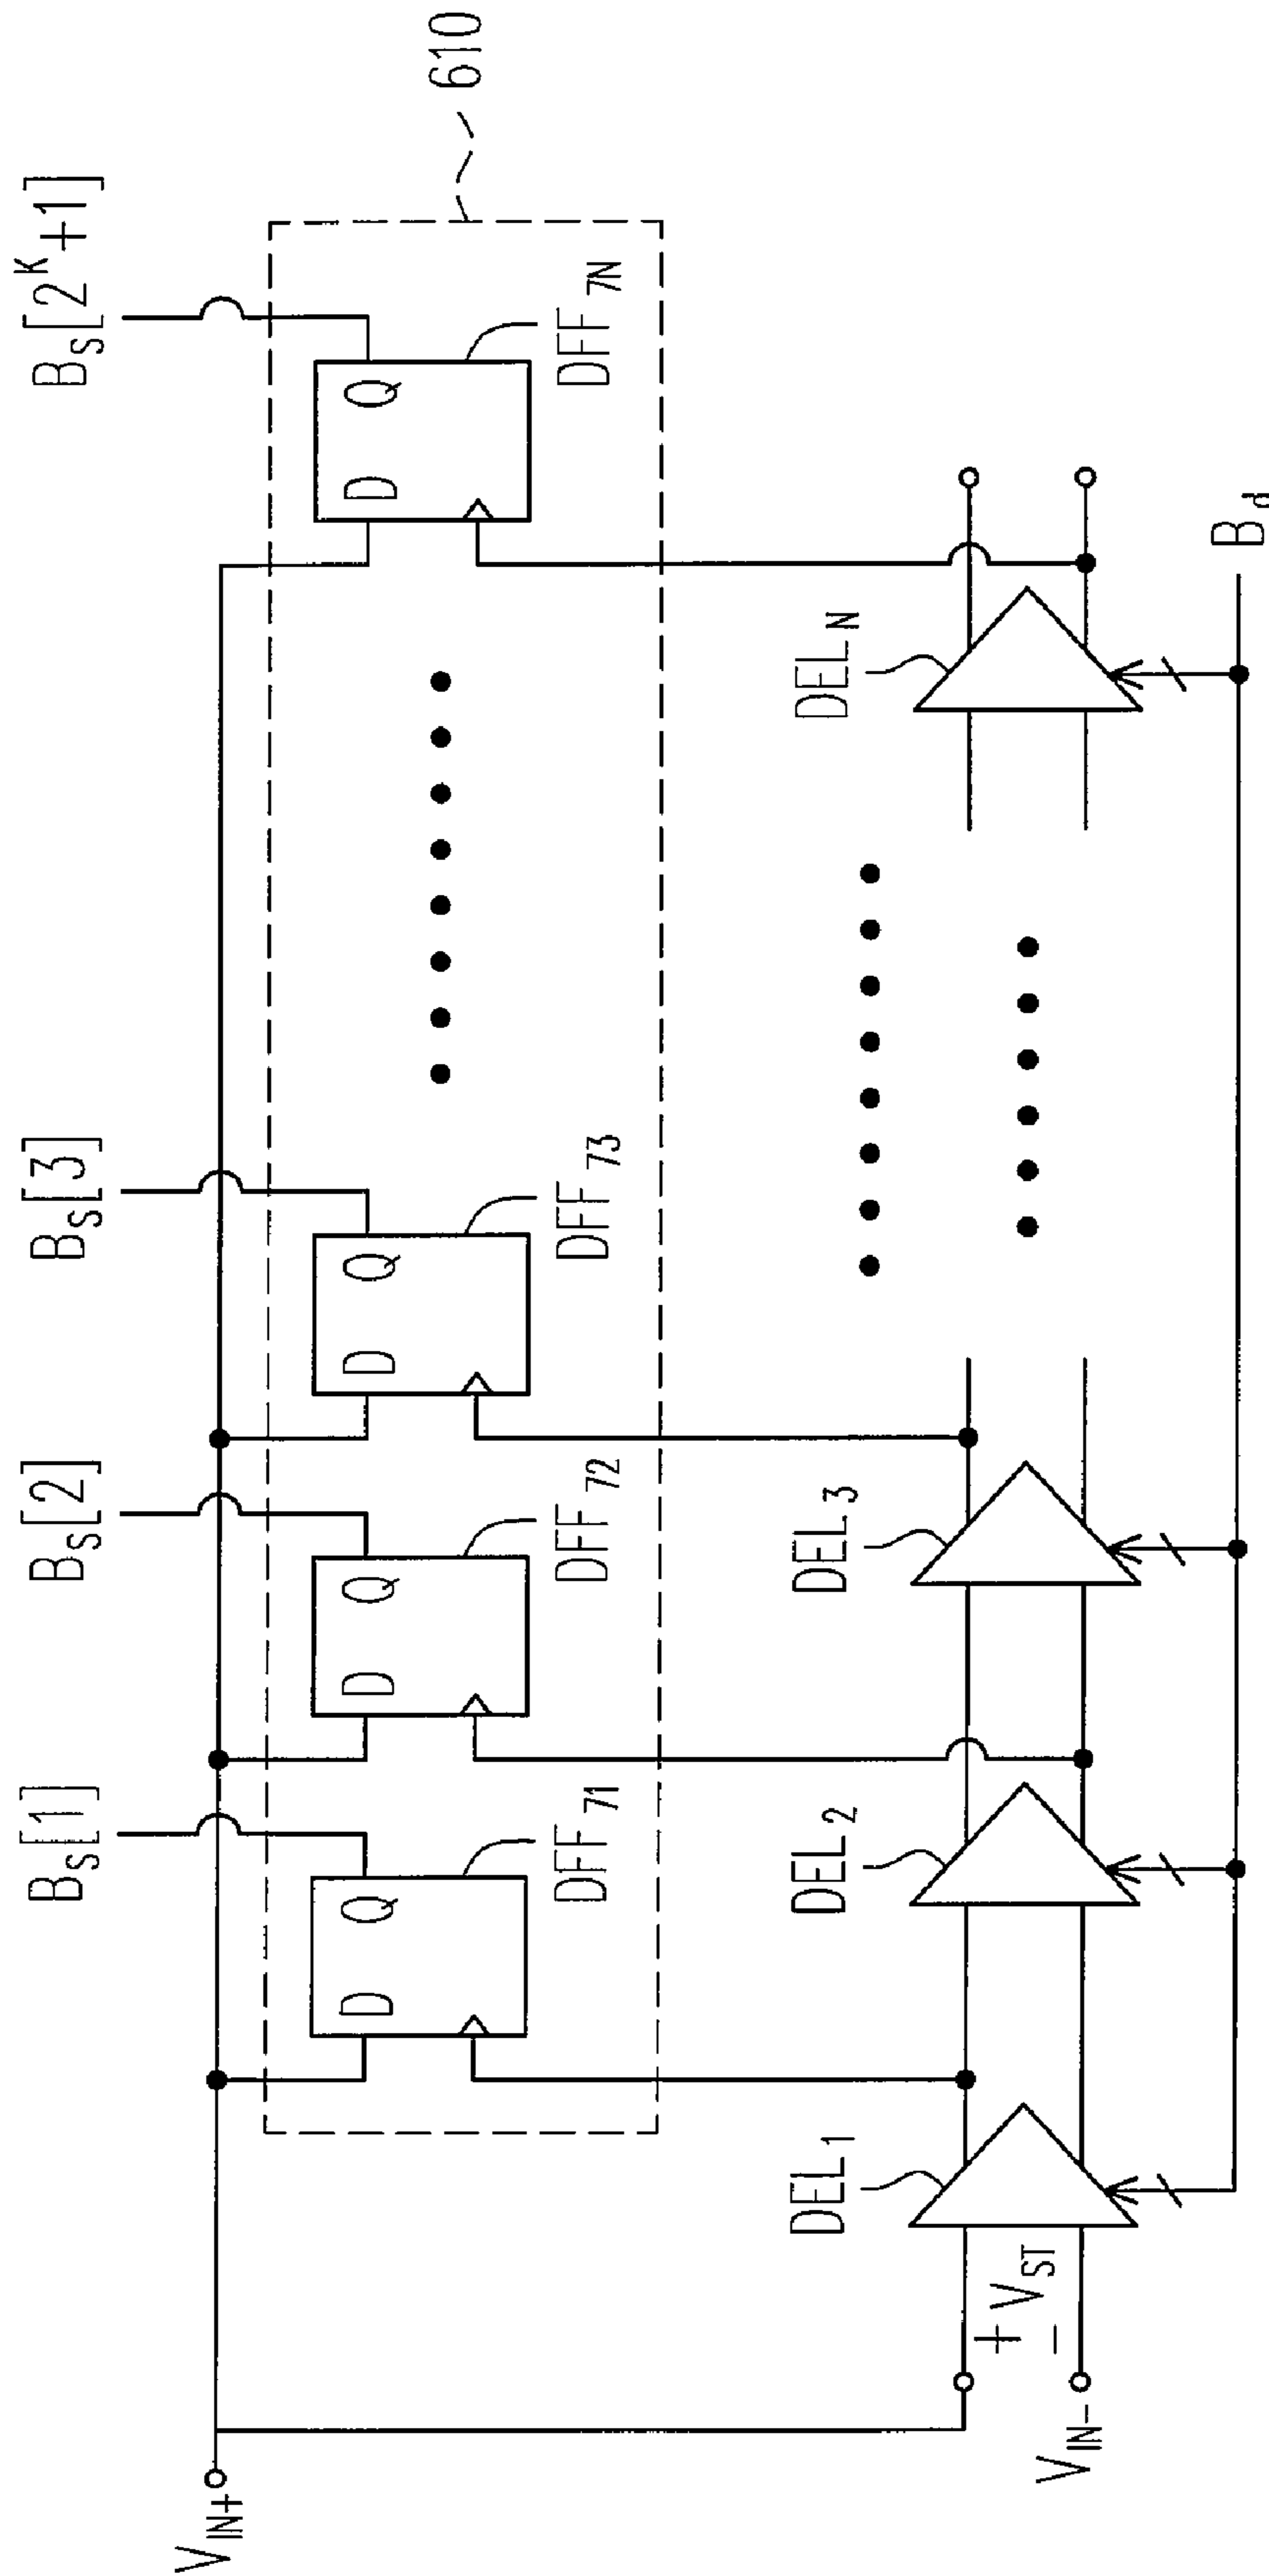 B_S[1] B_S[2] B_S[3] B_S[2^K+1]
V_IN+
610
D Q D Q D Q D Q
DFF_71 DFF_72 DFF_73 DFF_7N
DEL_1 DEL_2 DEL_3 DEL_N
+ V_ST −
V_IN−
B_d